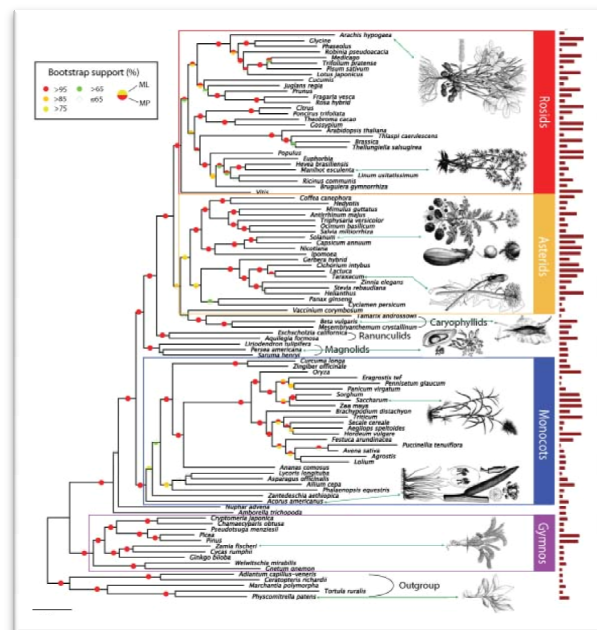 Bootstrap support (%)
>95
>85
>75
>65
≤65
ML
MP
Arachis hypogaea
Glycine
Phaseolus
Robinia pseudoacacia
Medicago
Trifolium pratense
Pisum sativum
Lotus japonicus
Cucumis
Juglans regia
Prunus
Fragaria vesca
Rosa hybrid
Citrus
Poncirus trifoliata
Theobroma cacao
Gossypium
Arabidopsis thaliana
Thlaspi caerulescens
Brassica
Thellungiella salsuginea
Populus
Euphorbia
Hevea brasiliensis
Manihot esculenta
Linum usitatissimum
Ricinus communis
Bruguiera gymnorrhiza
Vitis
Rosids
Coffea canephora
Hedyotis
Mimulus guttatus
Antirrhinum majus
Triphysaria versicolor
Ocimum basilicum
Salvia miltiorrhiza
Solanum
Capsicum annuum
Nicotiana
Ipomoea
Gerbera hybrid
Cichorium intybus
Lactuca
Taraxacum
Zinnia elegans
Stevia rebaudiana
Helianthus
Panax ginseng
Cyclamen persicum
Vaccinium corymbosum
Asterids
Tamarix androssowii
Beta vulgaris
Mesembryanthemum crystallinum
Caryophyllids
Eschscholzia californica
Aquilegia formosa
Ranunculids
Liriodendron tulipifera
Persea americana
Saruma henryi
Magnolids
Curcuma longa
Zingiber officinale
Oryza
Eragrostis tef
Pennisetum glaucum
Panicum virgatum
Sorghum
Saccharum
Zea mays
Brachypodium distachyon
Triticum
Secale cereale
Aegilops speltoides
Hordeum vulgare
Festuca arundinacea
Puccinellia tenuiflora
Avena sativa
Agrostis
Lolium
Ananas comosus
Lycoris longituba
Asparagus officinalis
Allium cepa
Phalaenopsis equestris
Zantedeschia aethiopica
Acorus americanus
Monocots
Nuphar advena
Amborella trichopoda
Cryptomeria japonica
Chamaecyparis obtusa
Pseudotsuga menziesii
Picea
Pinus
Zamia fischeri
Cycas rumphii
Ginkgo biloba
Welwitschia mirabilis
Gnetum gnemon
Gymnos
Adiantum capillus-veneris
Ceratopteris richardii
Marchantia polymorpha
Tortula ruralis
Physcomitrella patens
Outgroup